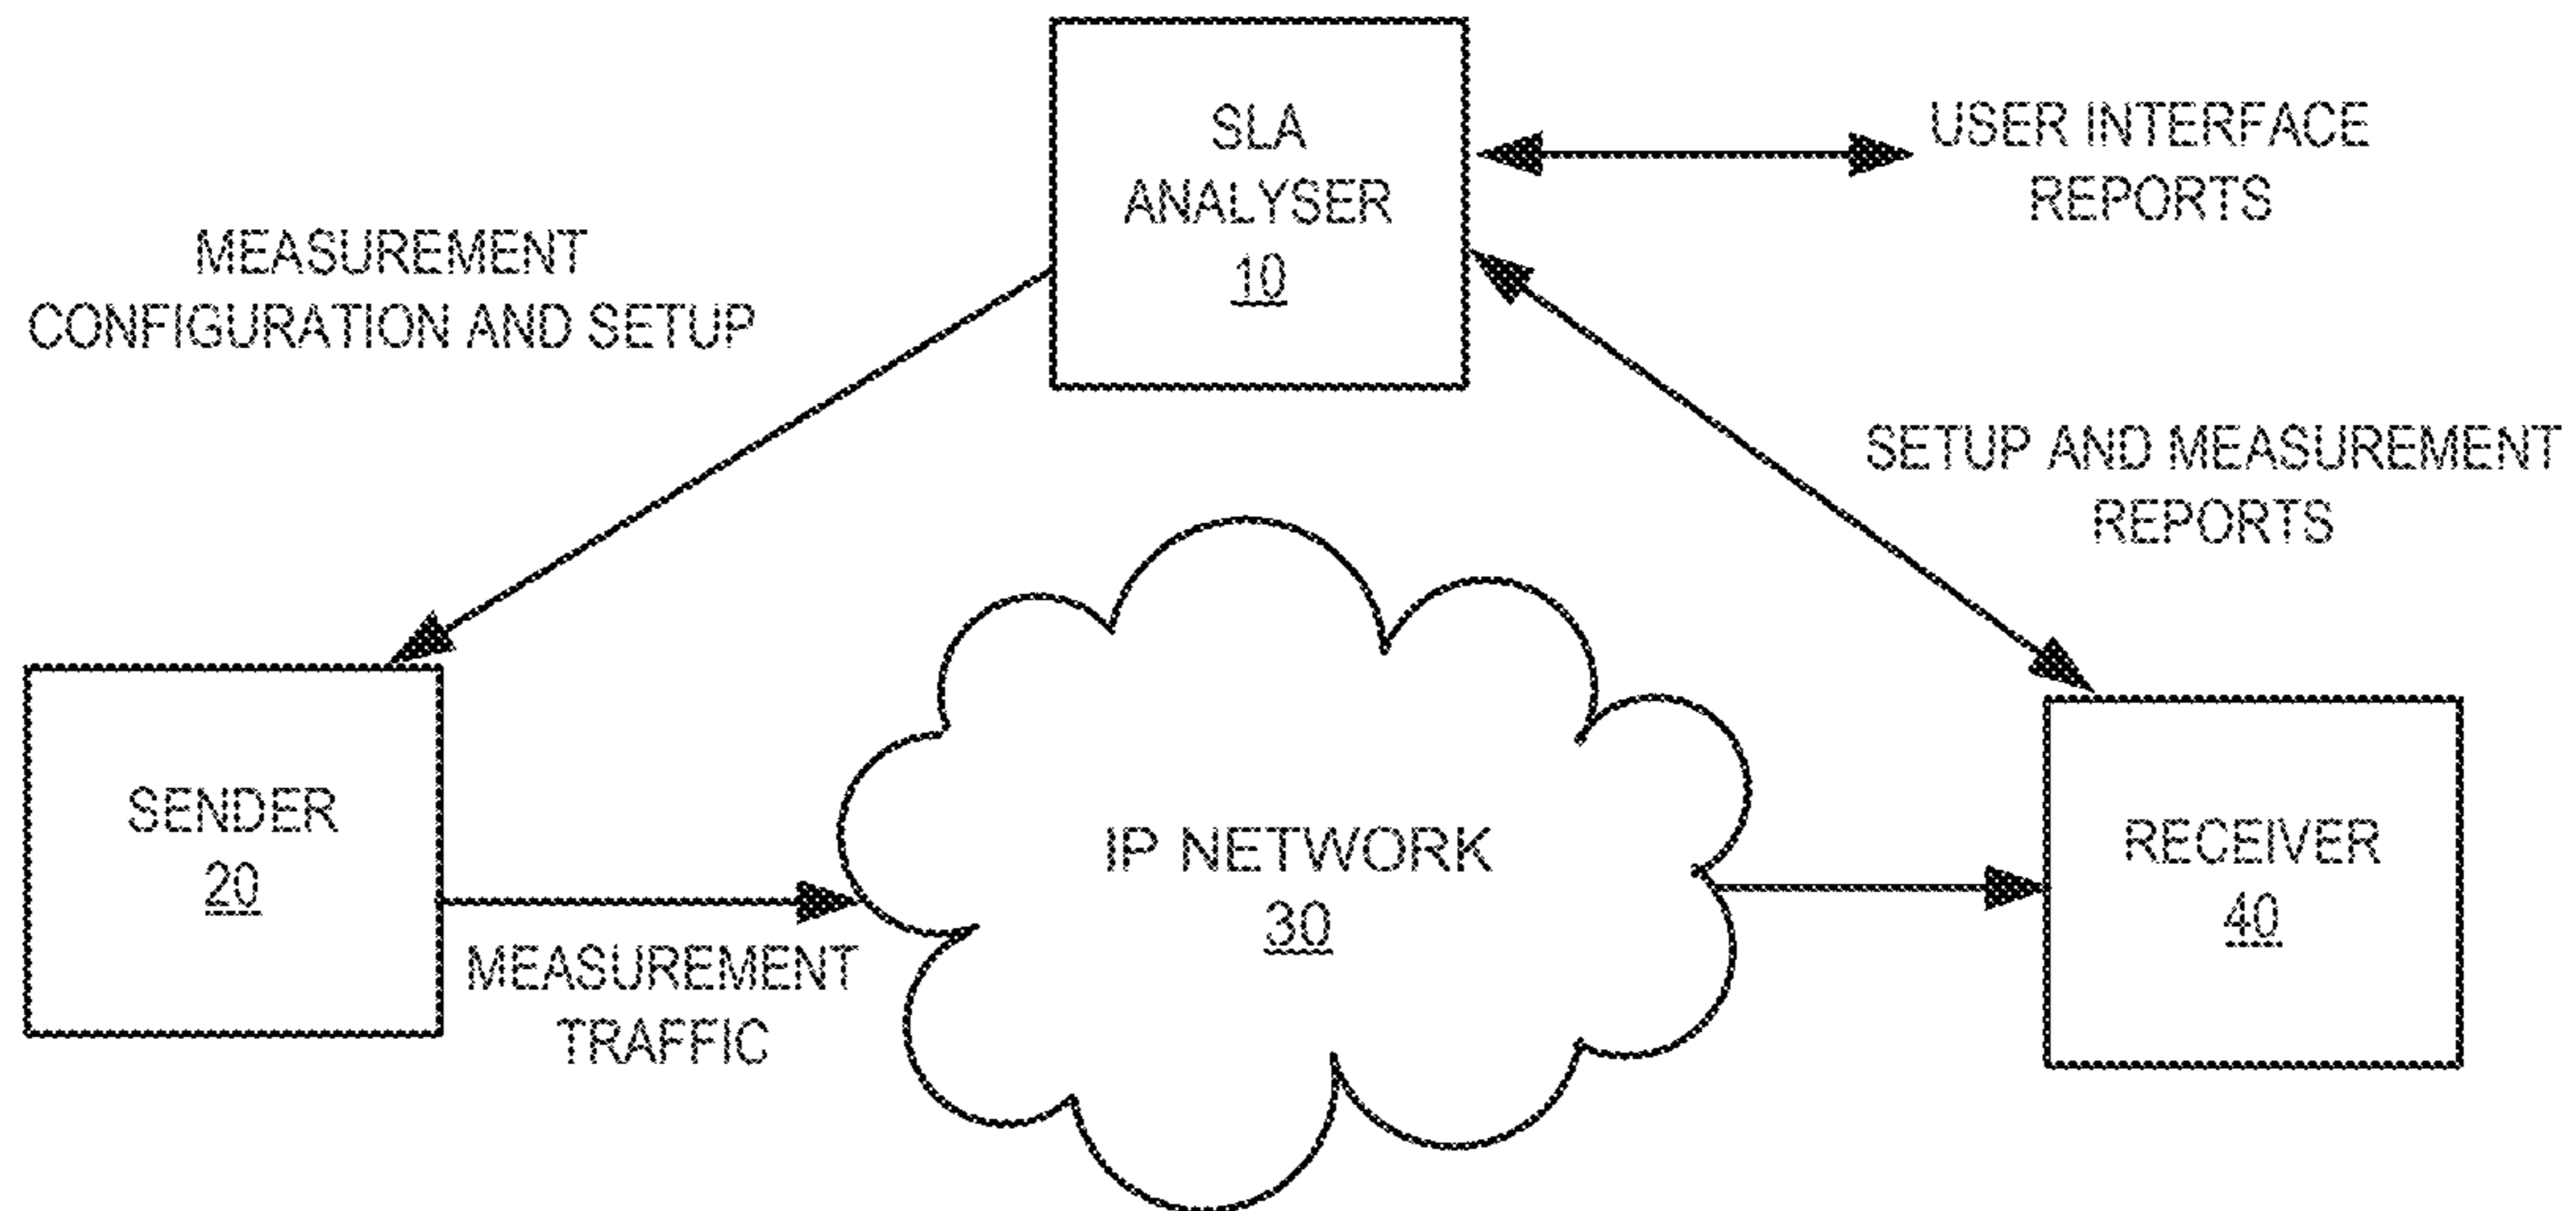 SLA
ANALYSER
10
USER INTERFACE
REPORTS
MEASUREMENT
CONFIGURATION AND SETUP
SETUP AND MEASUREMENT
REPORTS
SENDER
20
MEASUREMENT
TRAFFIC
IP NETWORK
30
RECEIVER
40